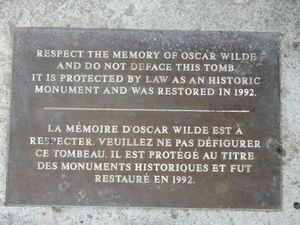 RESPECT THE MEMORY OF OSCAR WILDE
AND DO NOT DEFACE THIS TOMB.
IT IS PROTECTED BY LAW AS AN HISTORIC
MONUMENT AND WAS RESTORED IN 1992.
LA MÉMOIRE D'OSCAR WILDE EST À
RESPECTER. VEUILLEZ NE PAS DÉFIGURER
CE TOMBEAU. IL EST PROTÉGÉ AU TITRE
DES MONUMENTS HISTORIQUES ET FUT
RESTAURÉ EN 1992.